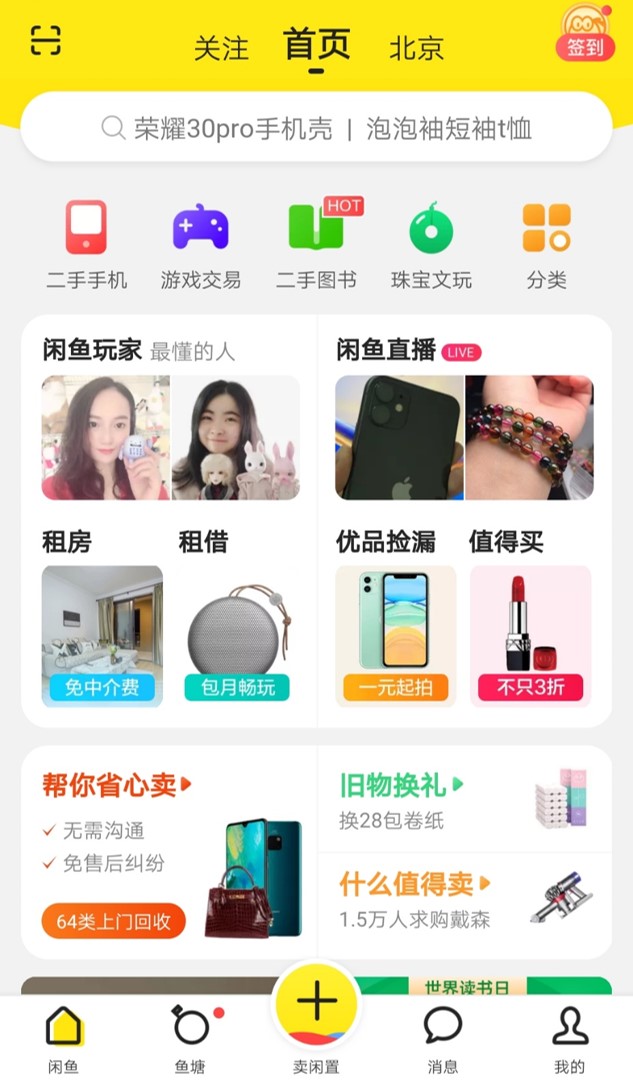 关注 首页 北京
签到
荣耀30pro手机壳 | 泡泡袖短袖t恤
HOT
二手手机 游戏交易 二手图书 珠宝文玩 分类
闲鱼玩家 最懂的人
闲鱼直播 LIVE
租房 租借
优品捡漏 值得买
免中介费 包月畅玩
一元起拍 不只3折
帮你省心卖
无需沟通
免售后纠纷
64类上门回收
旧物换礼
换28包卷纸
什么值得卖
1.5万人求购戴森
世界读书日
闲鱼 鱼塘 卖闲置 消息 我的